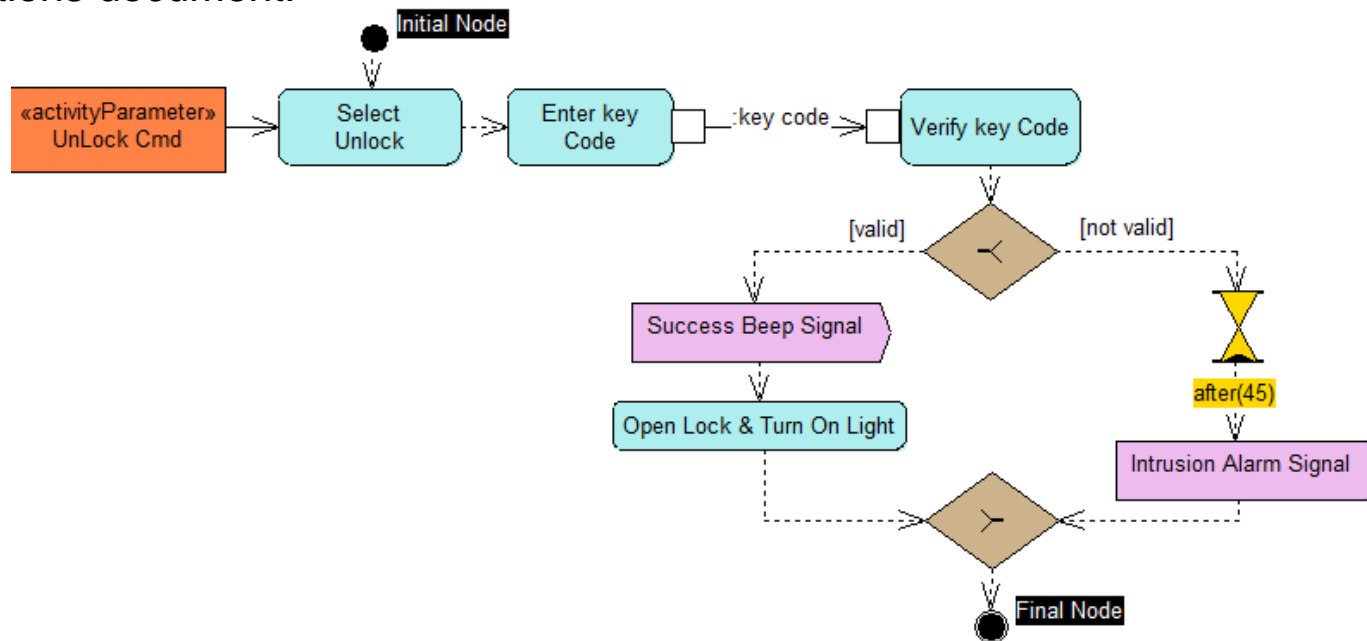 Initial Node
«activityParameter»
UnLock Cmd
Select
Unlock
Enter key
Code
:key code
Verify key Code
[valid]
[not valid]
Success Beep Signal
after(45)
Open Lock & Turn On Light
Intrusion Alarm Signal
Final Node